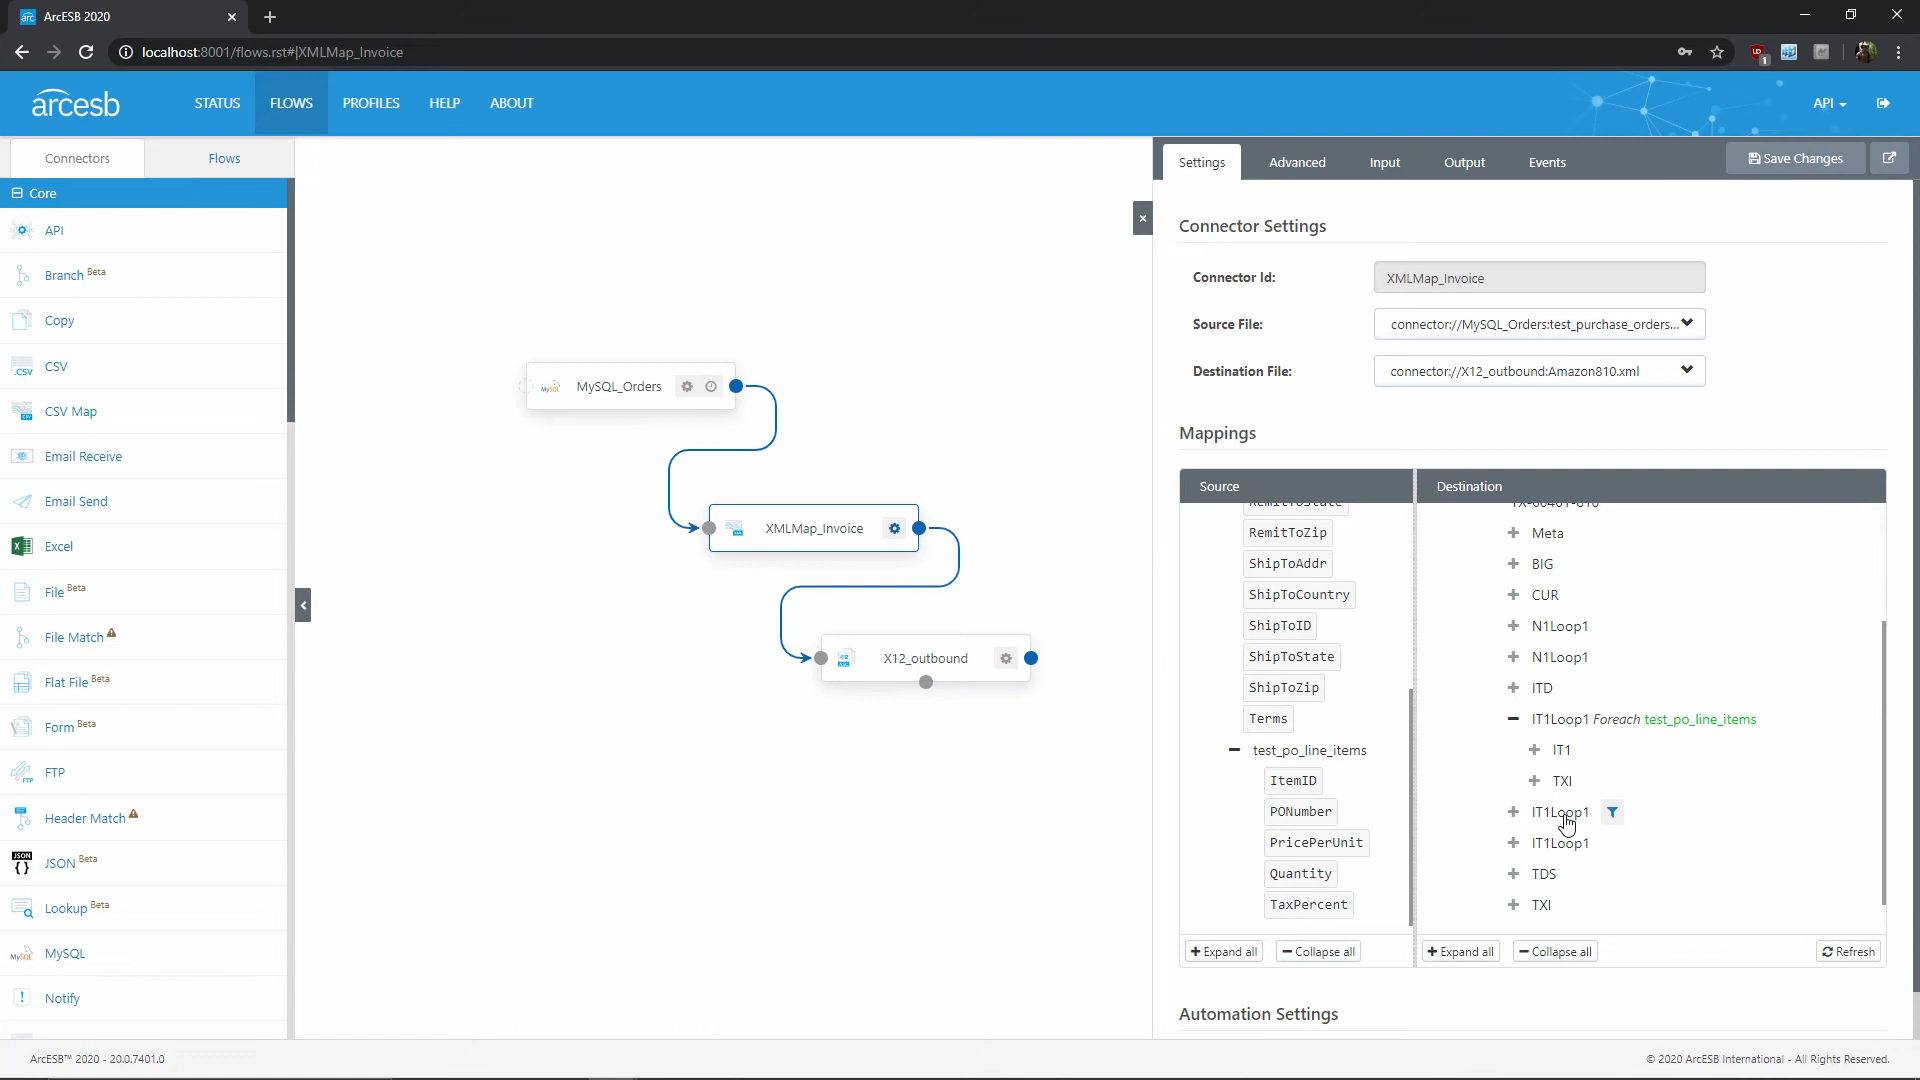 ArcESB 2020
localhost:8001/flows.rst#|XMLMap_Invoice
1
arcesb
STATUS
FLOWS
PROFILES
HELP
ABOUT
API
Connectors
Flows
Core
API
Branch Beta
Copy
CSV
CSV Map
Email Receive
Email Send
Excel
File Beta
File Match
Flat File Beta
Form Beta
FTP
Header Match
JSON Beta
Lookup Beta
MySQL
Notify
MySQL_Orders
XMLMap_Invoice
X12_outbound
Settings
Advanced
Input
Output
Events
Save Changes
Connector Settings
Connector Id:
XMLMap_Invoice
Source File:
connector://MySQL_Orders:test_purchase_orders...
Destination File:
connector://X12_outbound:Amazon810.xml
Mappings
Source
RemitToState
RemitToZip
ShipToAddr
ShipToCountry
ShipToID
ShipToState
ShipToZip
Terms
test_po_line_items
ItemID
PONumber
PricePerUnit
Quantity
TaxPercent
Expand all
Collapse all
Destination
TX-00401-810
Meta
BIG
CUR
N1Loop1
N1Loop1
ITD
IT1Loop1 Foreach test_po_line_items
IT1
TXI
IT1Loop1
IT1Loop1
TDS
TXI
Expand all
Collapse all
Refresh
Automation Settings
ArcESB™ 2020 - 20.0.7401.0
© 2020 ArcESB International - All Rights Reserved.